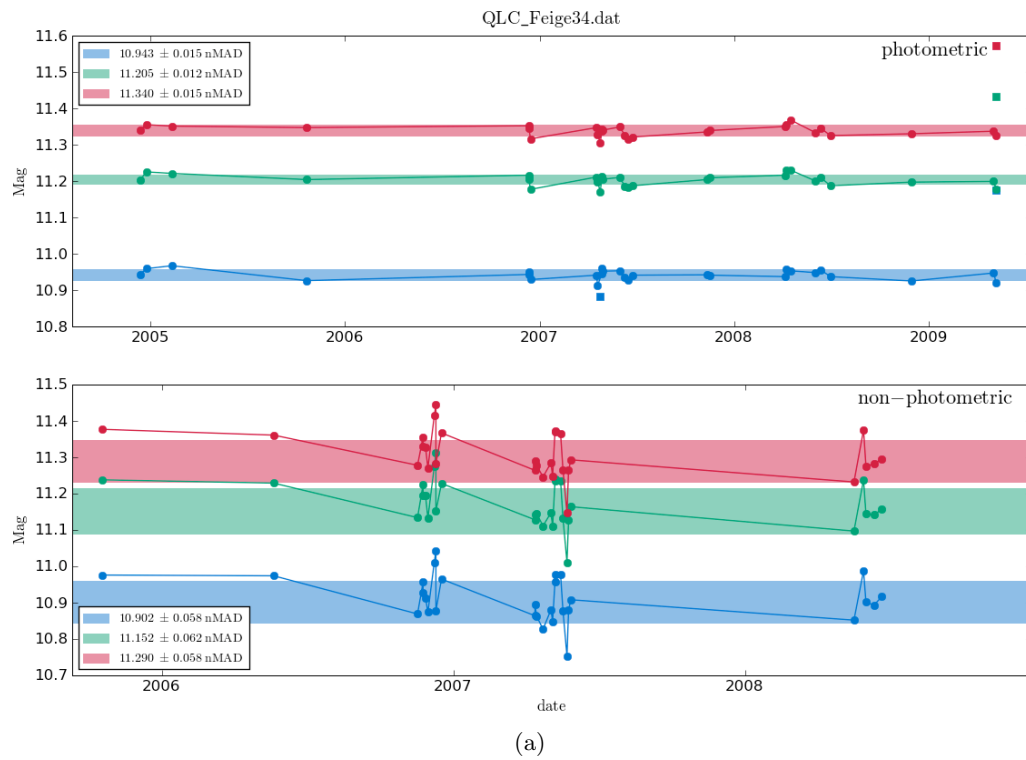 QLC_Feige34.dat
11.6
11.5
11.4
11.3
11.2
11.1
11.0
10.9
10.8
Mag
10.943 ± 0.015 nMAD
11.205 ± 0.012 nMAD
11.340 ± 0.015 nMAD
photometric
2005
2006
2007
2008
2009
11.5
11.4
11.3
11.2
11.1
11.0
10.9
10.8
10.7
Mag
non−photometric
10.902 ± 0.058 nMAD
11.152 ± 0.062 nMAD
11.290 ± 0.058 nMAD
2006
2007
2008
date
(a)